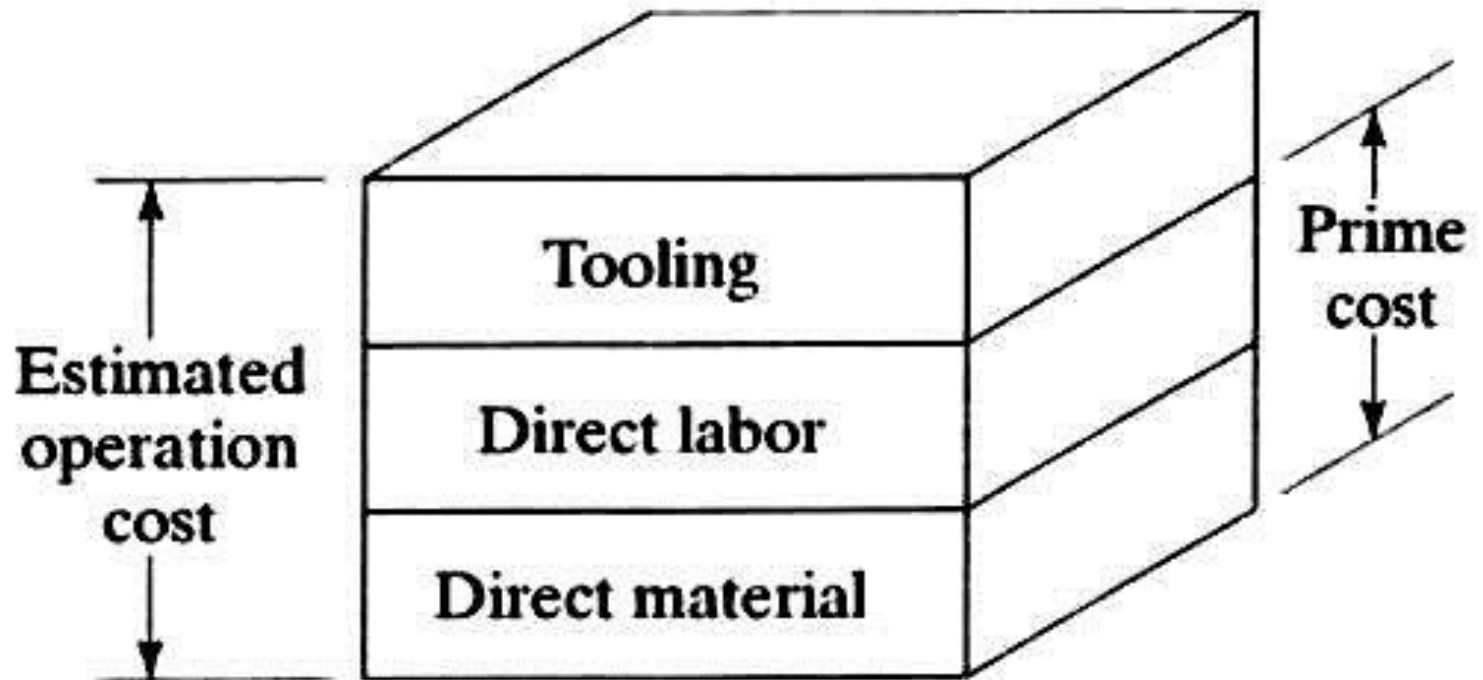 Tooling
Direct labor
Direct material
Estimated
operation
cost
Prime
cost